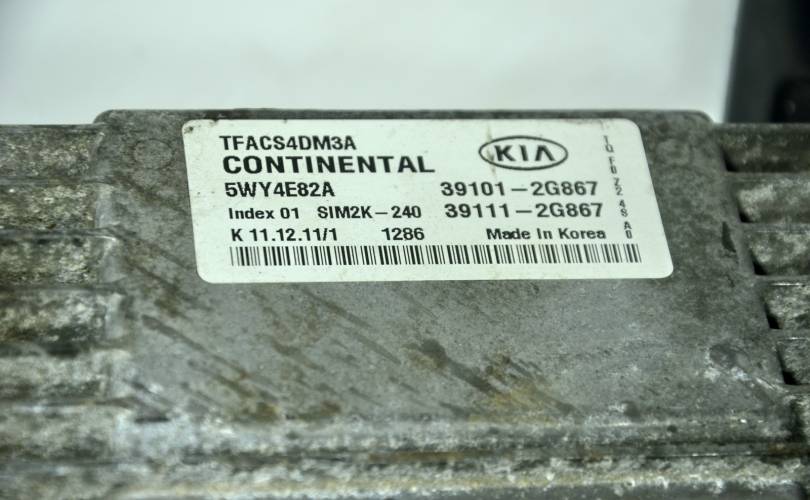 TFACS4DM3A
CONTINENTAL
KIA
5WY4E82A 39101-2G867
Index 01 SIM2K-240 39111-2G867
K 11.12.11/1 1286 Made In Korea